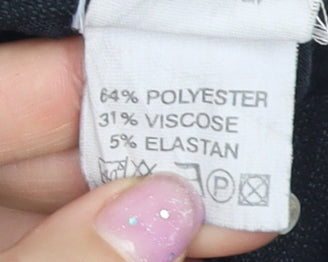 64% POLYESTER
31% VISCOSE
5% ELASTAN
P